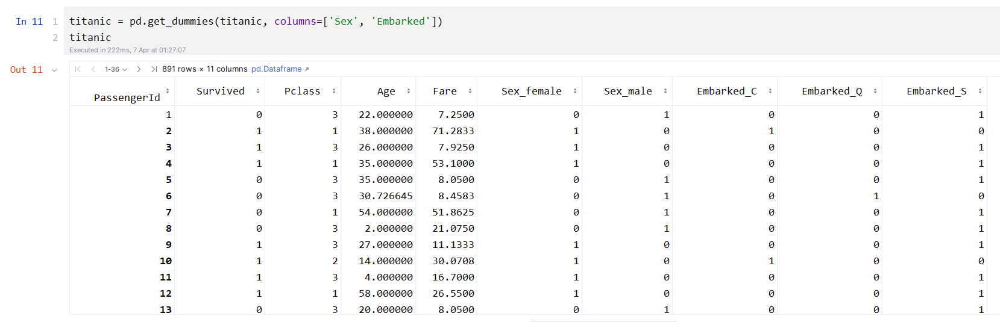 In 11 1 titanic = pd.get_dummies(titanic, columns=['Sex', 'Embarked'])
2 titanic
Executed in 222ms, 7 Apr at 01:27:07
Out 11 1-36 891 rows × 11 columns pd.Dataframe ↗
PassengerId Survived Pclass Age Fare Sex_female Sex_male Embarked_C Embarked_Q Embarked_S
1 0 3 22.000000 7.2500 0 1 0 0 1
2 1 1 38.000000 71.2833 1 0 1 0 0
3 1 3 26.000000 7.9250 1 0 0 0 1
4 1 1 35.000000 53.1000 1 0 0 0 1
5 0 3 35.000000 8.0500 0 1 0 0 1
6 0 3 30.726645 8.4583 0 1 0 1 0
7 0 1 54.000000 51.8625 0 1 0 0 1
8 0 3 2.000000 21.0750 0 1 0 0 1
9 1 3 27.000000 11.1333 1 0 0 0 1
10 1 2 14.000000 30.0708 1 0 1 0 0
11 1 3 4.000000 16.7000 1 0 0 0 1
12 1 1 58.000000 26.5500 1 0 0 0 1
13 0 3 20.000000 8.0500 0 1 0 0 1